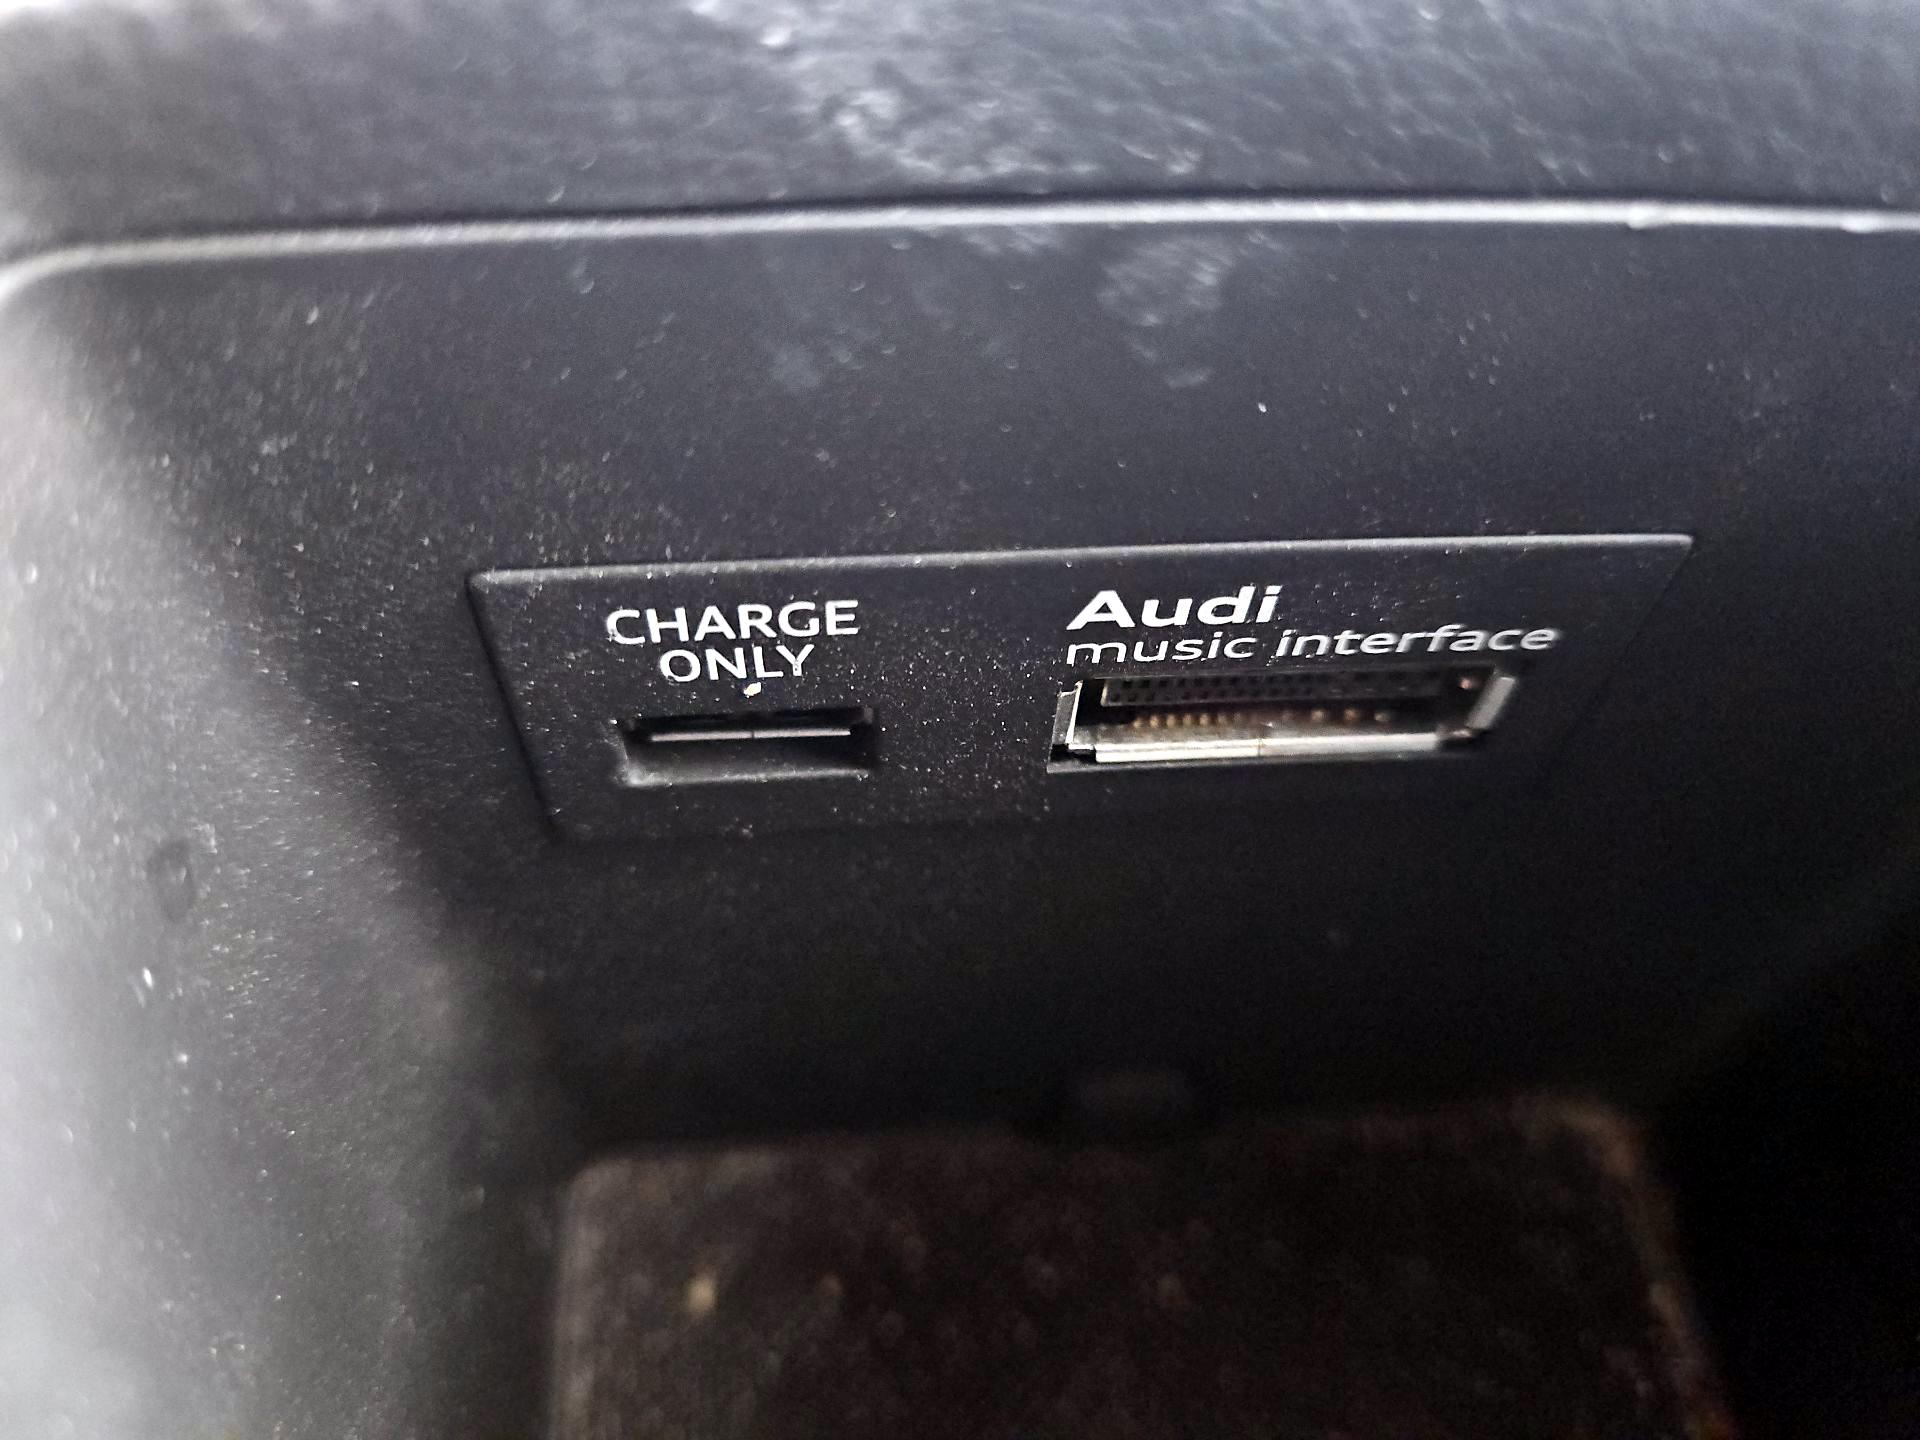 CHARGE
ONLY
Audi
music interface